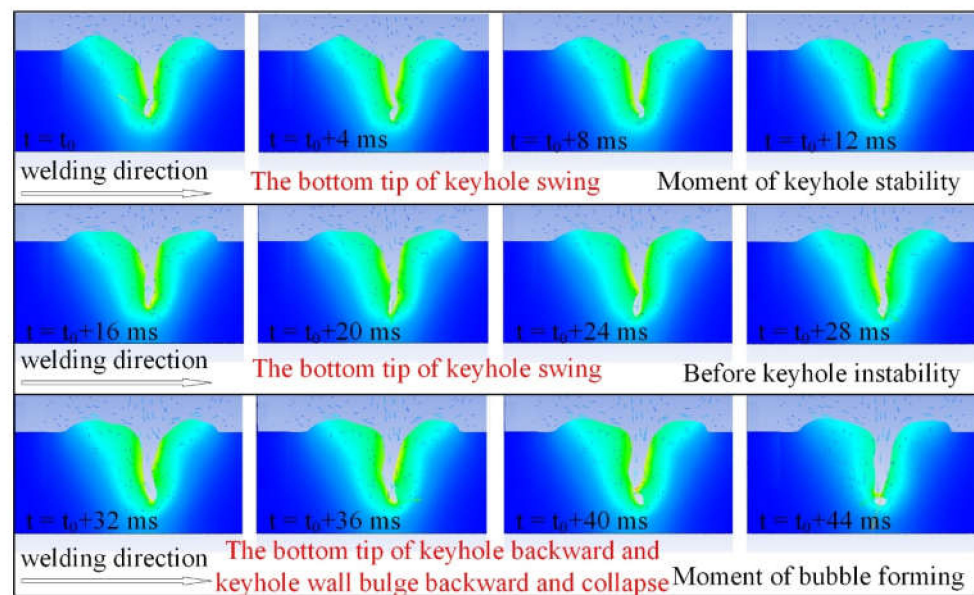 t = t₀
t = t₀+4 ms
t = t₀+8 ms
t = t₀+12 ms
welding direction
The bottom tip of keyhole swing
Moment of keyhole stability
t = t₀+16 ms
t = t₀+20 ms
t = t₀+24 ms
t = t₀+28 ms
welding direction
The bottom tip of keyhole swing
Before keyhole instability
t = t₀+32 ms
t = t₀+36 ms
t = t₀+40 ms
t = t₀+44 ms
welding direction
The bottom tip of keyhole backward and
keyhole wall bulge backward and collapse
Moment of bubble forming